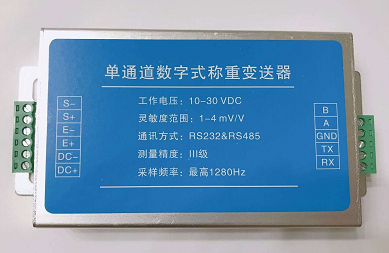 单通道数字式称重变送器
S-
S+
E-
E+
DC-
DC+
工作电压：10-30 VDC
灵敏度范围：1-4 mV/V
通讯方式：RS232&RS485
测量精度：III级
采样频率：最高1280Hz
B
A
GND
TX
RX